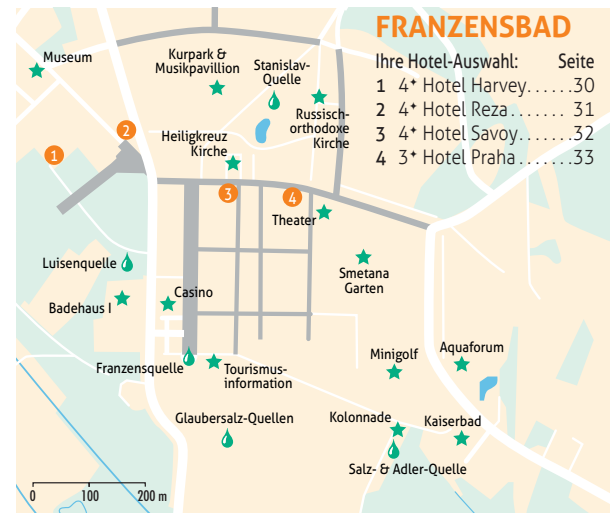 FRANZENSBAD
Ihre Hotel-Auswahl: Seite
1 4✦ Hotel Harvey......30
2 4✦ Hotel Reza.......31
3 4✦ Hotel Savoy......32
4 3✦ Hotel Praha.......33
Museum
Kurpark &
Musikpavillion
Stanislav-
Quelle
Russisch-
orthodoxe
Kirche
Heiligkreuz
Kirche
2
1
3
4
Theater
Luisenquelle
Smetana
Garten
Badehaus I
Casino
Franzensquelle
Tourismus-
information
Minigolf
Aquaforum
Glaubersalz-Quellen
Kolonnade
Kaiserbad
Salz- & Adler-Quelle
0 100 200 m